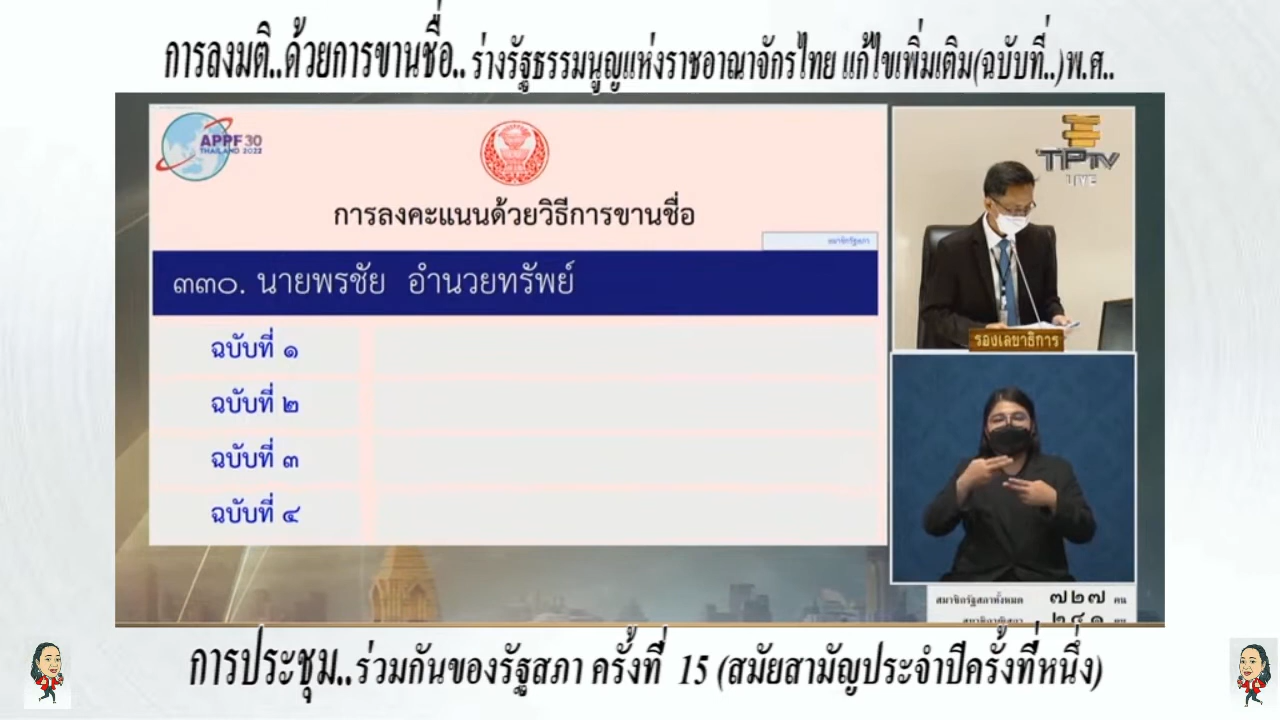 การลงมติ..ด้วยการขานชื่อ.. ร่างรัฐธรรมนูญแห่งราชอาณาจักรไทย แก้ไขเพิ่มเติม(ฉบับที่..)พ.ศ..
APPF 30
THAILAND 2022
TPTV
LIVE
การลงคะแนนด้วยวิธีการขานชื่อ
สมาชิกรัฐสภา
๓๓๐. นายพรชัย อำนวยทรัพย์
ฉบับที่ ๑
ฉบับที่ ๒
ฉบับที่ ๓
ฉบับที่ ๔
รองเลขาธิการ
สมาชิกรัฐสภาทั้งหมด ๗๒๗ คน
การประชุม..ร่วมกันของรัฐสภา ครั้งที่ 15 (สมัยสามัญประจำปีครั้งที่หนึ่ง)